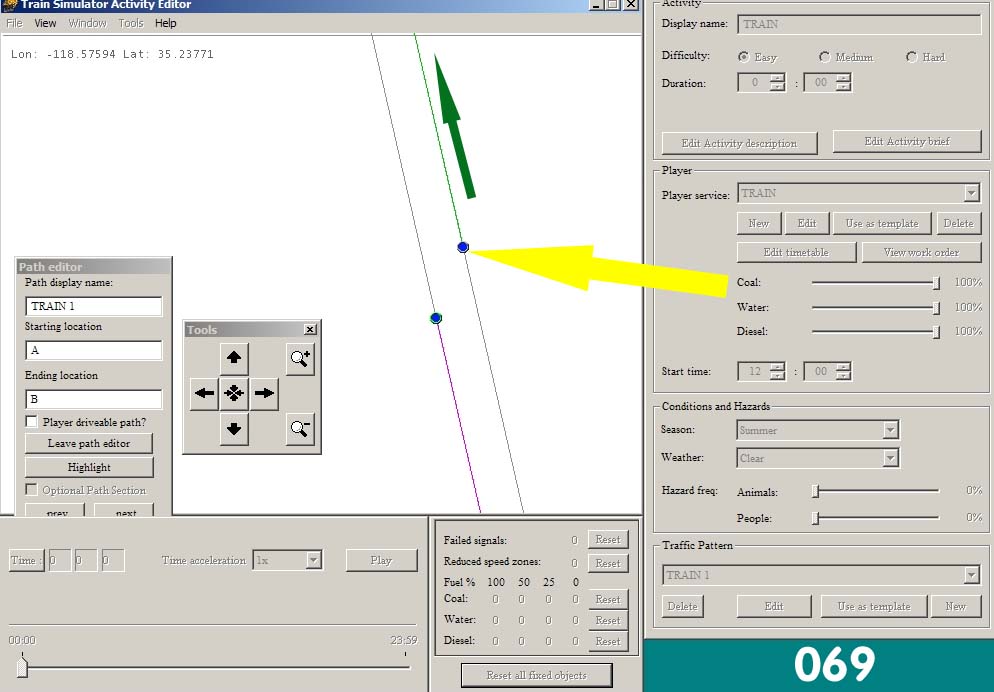 Train Simulator Activity Editor
File View Window Tools Help
Lon: -118.57594 Lat: 35.23771
Path editor
Path display name:
TRAIN 1
Starting location
A
Ending location
B
Player driveable path?
Leave path editor
Highlight
Optional Path Section
prev next
Tools
Activity
Display name: TRAIN
Difficulty: Easy Medium Hard
Duration: 0 : 00
Edit Activity description Edit Activity brief
Player
Player service: TRAIN
New Edit Use as template Delete
Edit timetable View work order
Coal: 100%
Water: 100%
Diesel: 100%
Start time: 12 : 00
Conditions and Hazards
Season: Summer
Weather: Clear
Hazard freq: Animals: 0%
People: 0%
Traffic Pattern
TRAIN 1
Delete Edit Use as template New
Time : 0 0 0 Time acceleration 1x Play
00:00 23:59
Failed signals: 0 Reset
Reduced speed zones: 0 Reset
Fuel % 100 50 25 0
Coal: 0 0 0 0 Reset
Water: 0 0 0 0 Reset
Diesel: 0 0 0 0 Reset
Reset all fixed objects
069